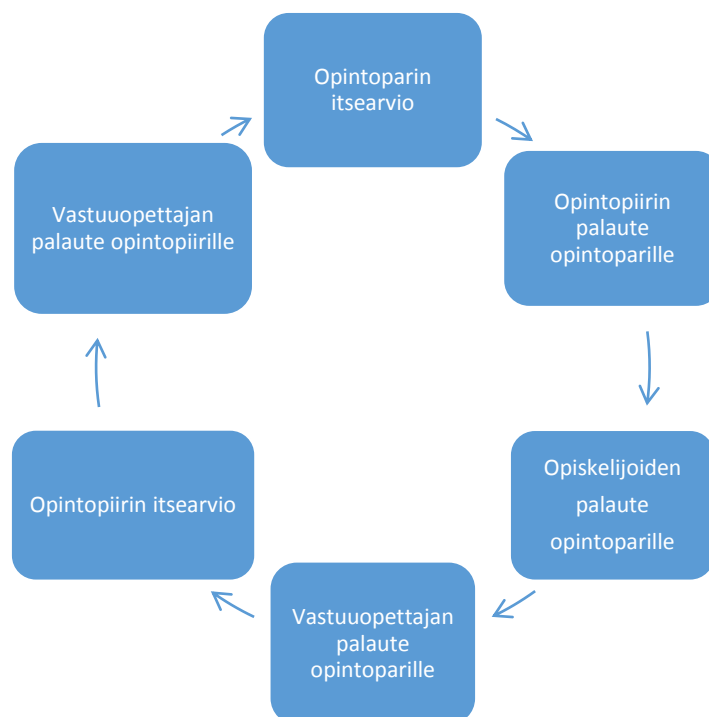 Opintoparin
itsearvio
Opintopiirin
palaute
opintoparille
Opiskelijoiden
palaute
opintoparille
Vastuuopettajan
palaute
opintoparille
Opintopiirin itsearvio
Vastuuopettajan
palaute opintopiirille